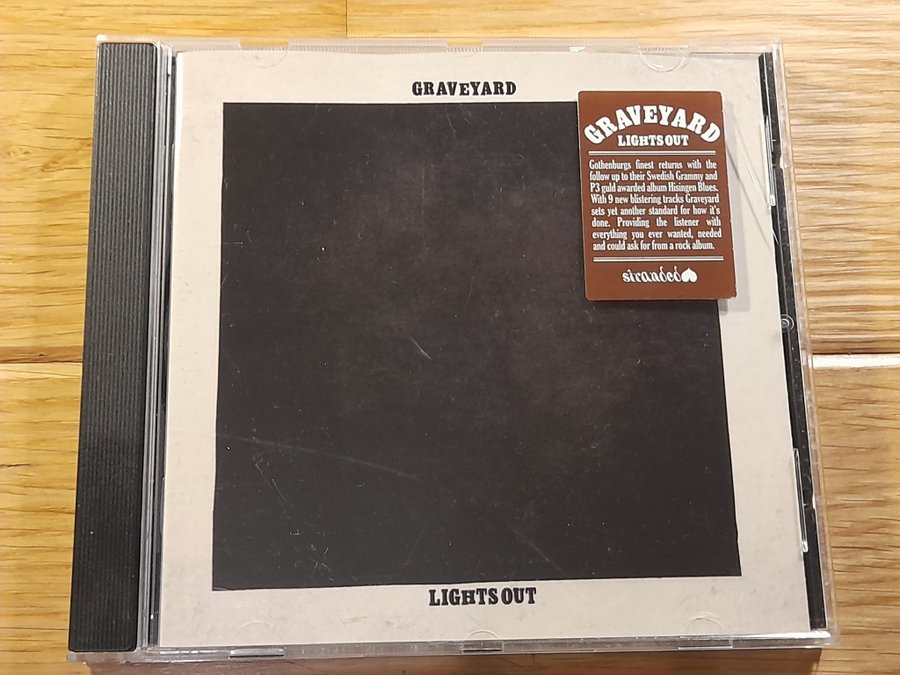 GRAVEYARD
GRAVEYARD
LIGHTS OUT
Gothenburgs finest returns with the
follow up to their Swedish Grammy and
P3 guld awarded album Hisingen Blues.
With 9 new blistering tracks Graveyard
sets yet another standard for how it's
done. Providing the listener with
everything you ever wanted, needed
and could ask for from a rock album.
stranded
LIGHTS OUT